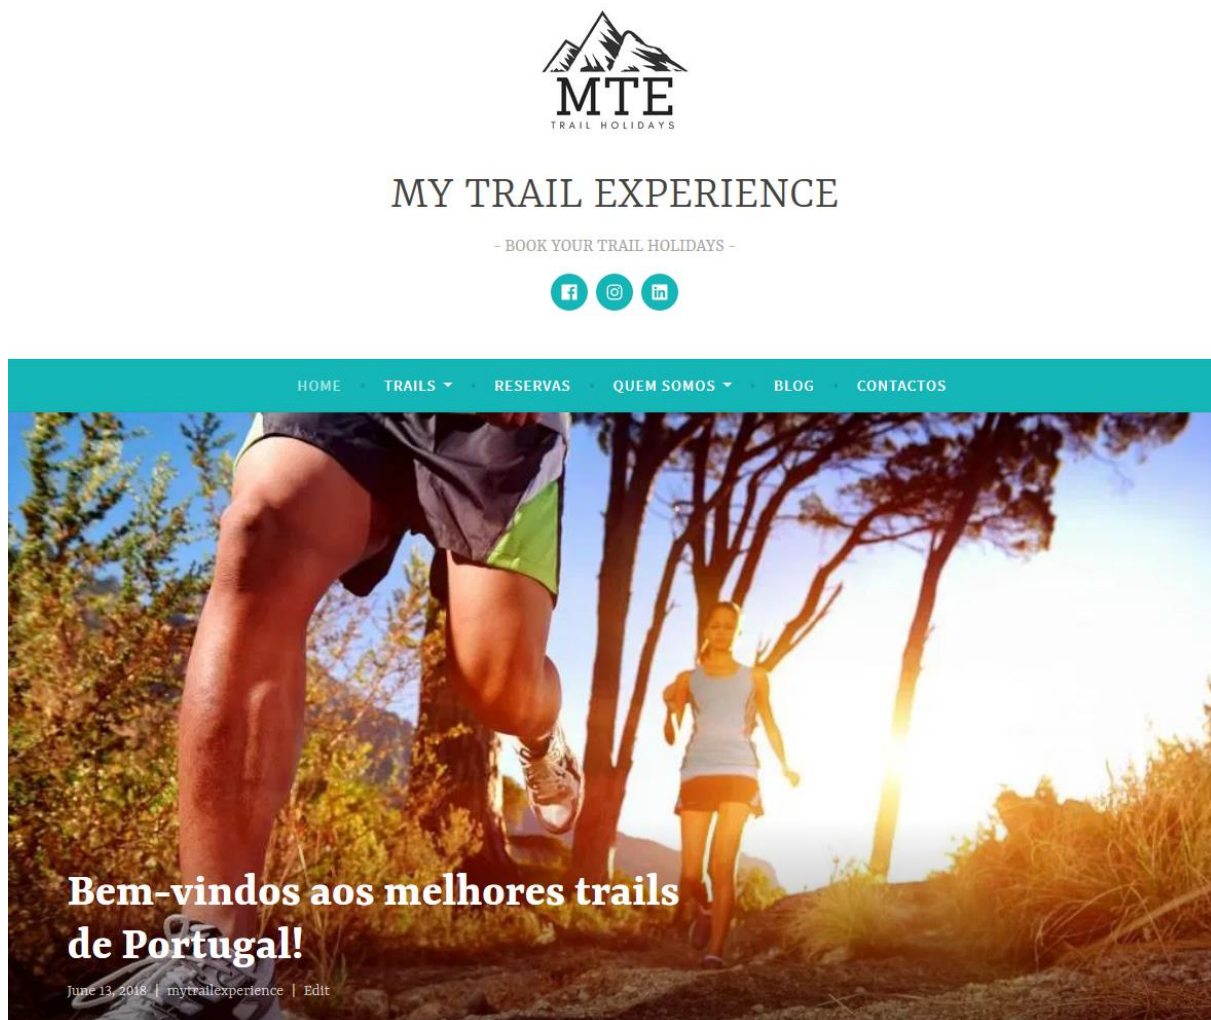 MTE
TRAIL HOLIDAYS
MY TRAIL EXPERIENCE
- BOOK YOUR TRAIL HOLIDAYS -
HOME TRAILS RESERVAS QUEM SOMOS BLOG CONTACTOS
Bem-vindos aos melhores trails
de Portugal!
June 13, 2018 | mytrailexperience | Edit